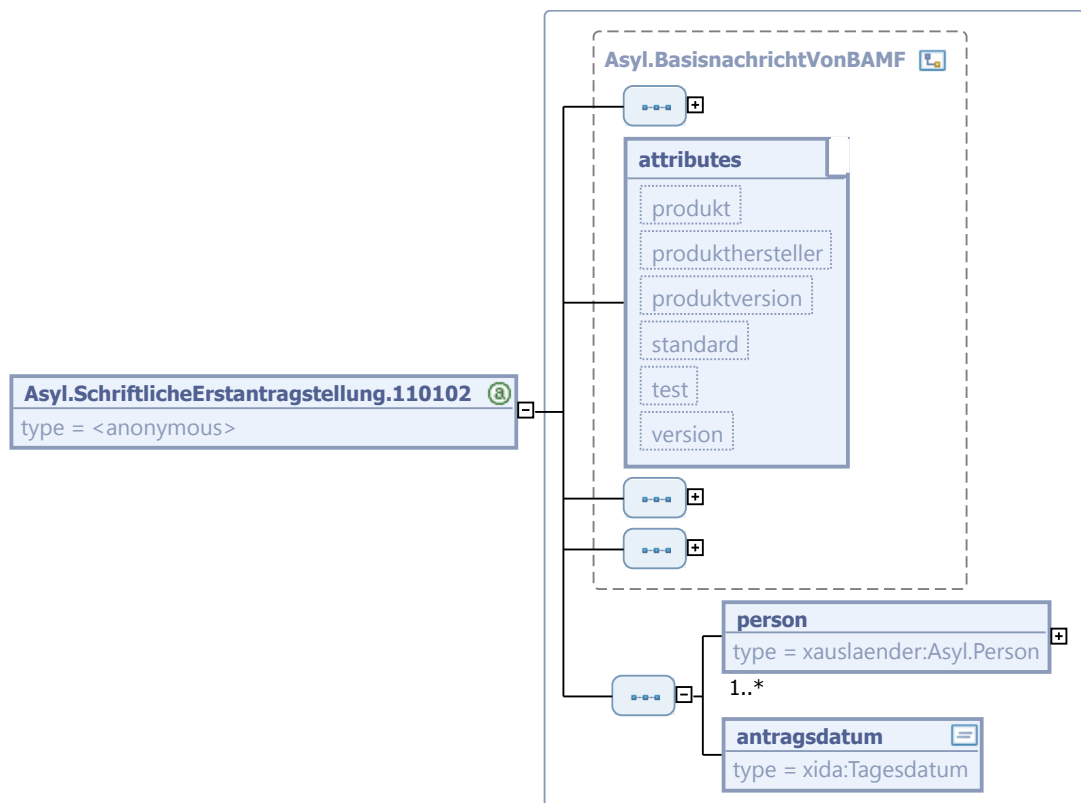 Asyl.BasisnachrichtVonBAMF
attributes
produkt
produkthersteller
produktversion
standard
test
version
Asyl.SchriftlicheErstantragstellung.110102 a
type = <anonymous>
person
type = xauslaender:Asyl.Person
1..*
antragsdatum
type = xida:Tagesdatum